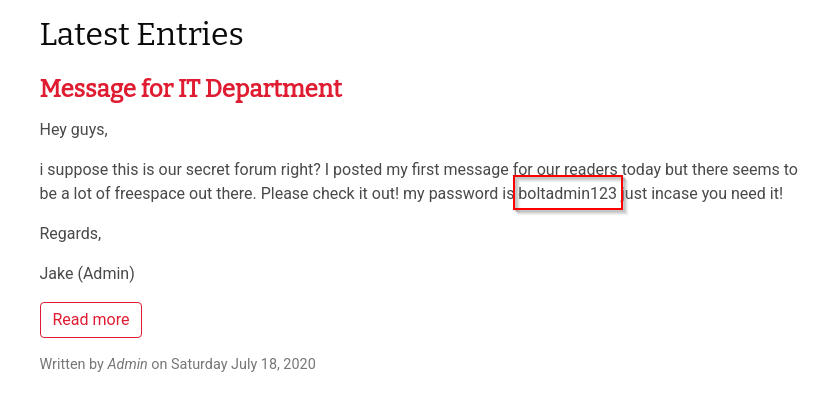 Latest Entries
Message for IT Department
Hey guys,
i suppose this is our secret forum right? I posted my first message for our readers today but there seems to
be a lot of freespace out there. Please check it out! my password is boltadmin123 just incase you need it!
Regards,
Jake (Admin)
Read more
Written by Admin on Saturday July 18, 2020